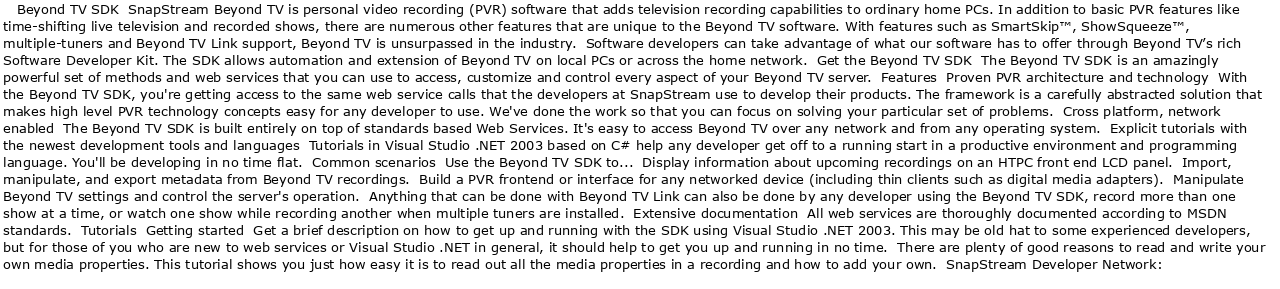 Beyond TV SDK  SnapStream Beyond TV is personal video recording (PVR) software that adds television recording capabilities to ordinary home PCs. In addition to basic PVR features like
time-shifting live television and recorded shows, there are numerous other features that are unique to the Beyond TV software. With features such as SmartSkip™, ShowSqueeze™,
multiple-tuners and Beyond TV Link support, Beyond TV is unsurpassed in the industry.  Software developers can take advantage of what our software has to offer through Beyond TV’s rich
Software Developer Kit. The SDK allows automation and extension of Beyond TV on local PCs or across the home network.  Get the Beyond TV SDK  The Beyond TV SDK is an amazingly
powerful set of methods and web services that you can use to access, customize and control every aspect of your Beyond TV server.  Features  Proven PVR architecture and technology  With
the Beyond TV SDK, you're getting access to the same web service calls that the developers at SnapStream use to develop their products. The framework is a carefully abstracted solution that
makes high level PVR technology concepts easy for any developer to use. We've done the work so that you can focus on solving your particular set of problems.  Cross platform, network
enabled  The Beyond TV SDK is built entirely on top of standards based Web Services. It's easy to access Beyond TV over any network and from any operating system.  Explicit tutorials with
the newest development tools and languages  Tutorials in Visual Studio .NET 2003 based on C# help any developer get off to a running start in a productive environment and programming
language. You'll be developing in no time flat.  Common scenarios  Use the Beyond TV SDK to...  Display information about upcoming recordings on an HTPC front end LCD panel.  Import,
manipulate, and export metadata from Beyond TV recordings.  Build a PVR frontend or interface for any networked device (including thin clients such as digital media adapters).  Manipulate
Beyond TV settings and control the server's operation.  Anything that can be done with Beyond TV Link can also be done by any developer using the Beyond TV SDK, record more than one
show at a time, or watch one show while recording another when multiple tuners are installed.  Extensive documentation  All web services are thoroughly documented according to MSDN
standards.  Tutorials  Getting started  Get a brief description on how to get up and running with the SDK using Visual Studio .NET 2003. This may be old hat to some experienced developers,
but for those of you who are new to web services or Visual Studio .NET in general, it should help to get you up and running in no time.  There are plenty of good reasons to read and write your
own media properties. This tutorial shows you just how easy it is to read out all the media properties in a recording and how to add your own.  SnapStream Developer Network: